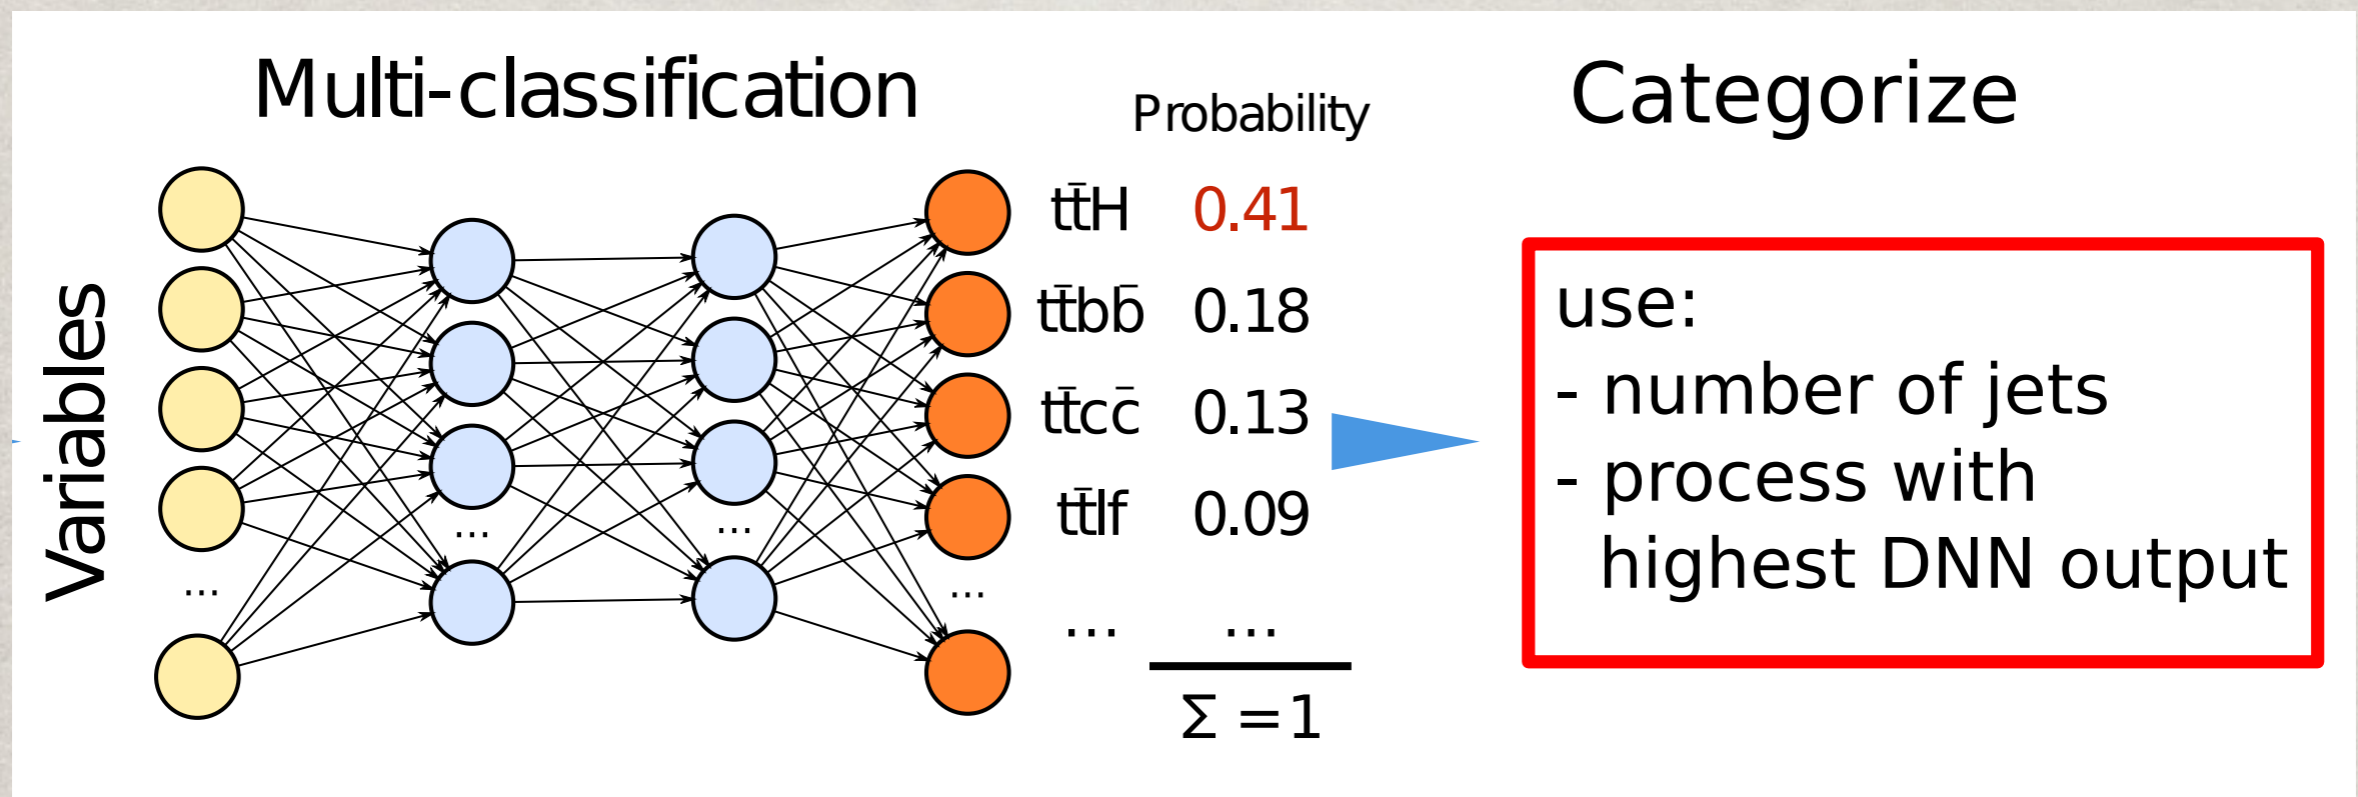 Multi-classification
Probability
Categorize
Variables
tt̄H 0.41
tt̄bb̄ 0.18
tt̄cc̄ 0.13
tt̄lf 0.09
... ...
Σ =1
...
...
...
...
use:
- number of jets
- process with
highest DNN output